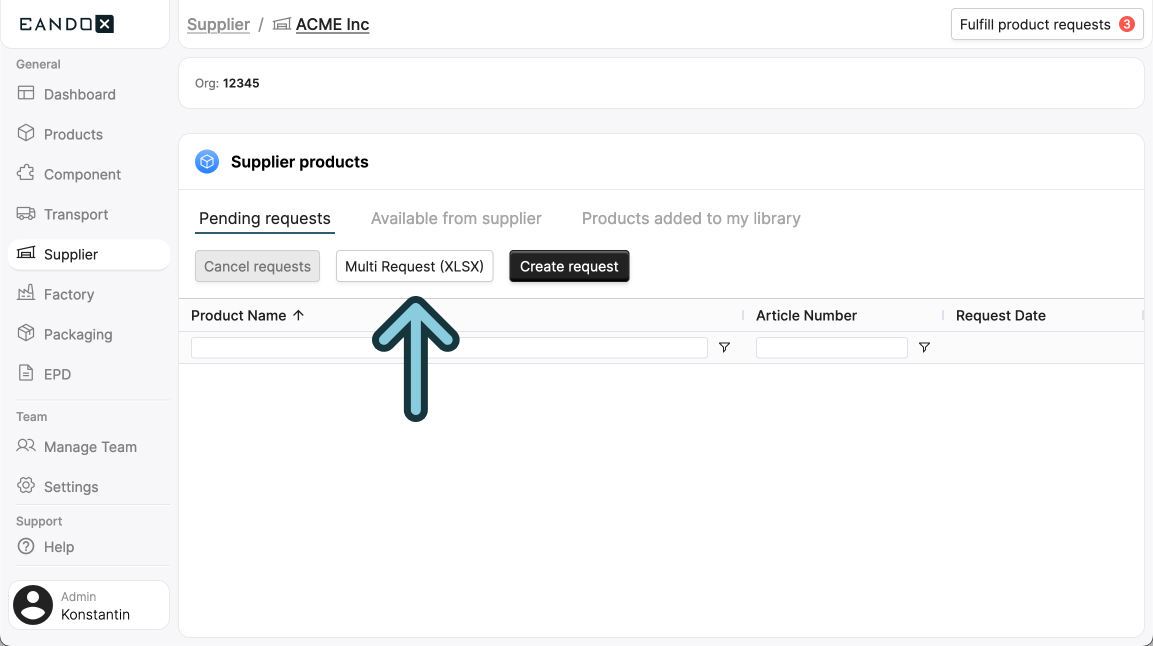 CANDOX
Supplier / ACME Inc
Fulfill product requests 3
General
Dashboard
Products
Component
Transport
Supplier
Factory
Packaging
EPD
Team
Manage Team
Settings
Support
Help
Admin
Konstantin
Org: 12345
Supplier products
Pending requests Available from supplier Products added to my library
Cancel requests Multi Request (XLSX) Create request
Product Name Article Number Request Date